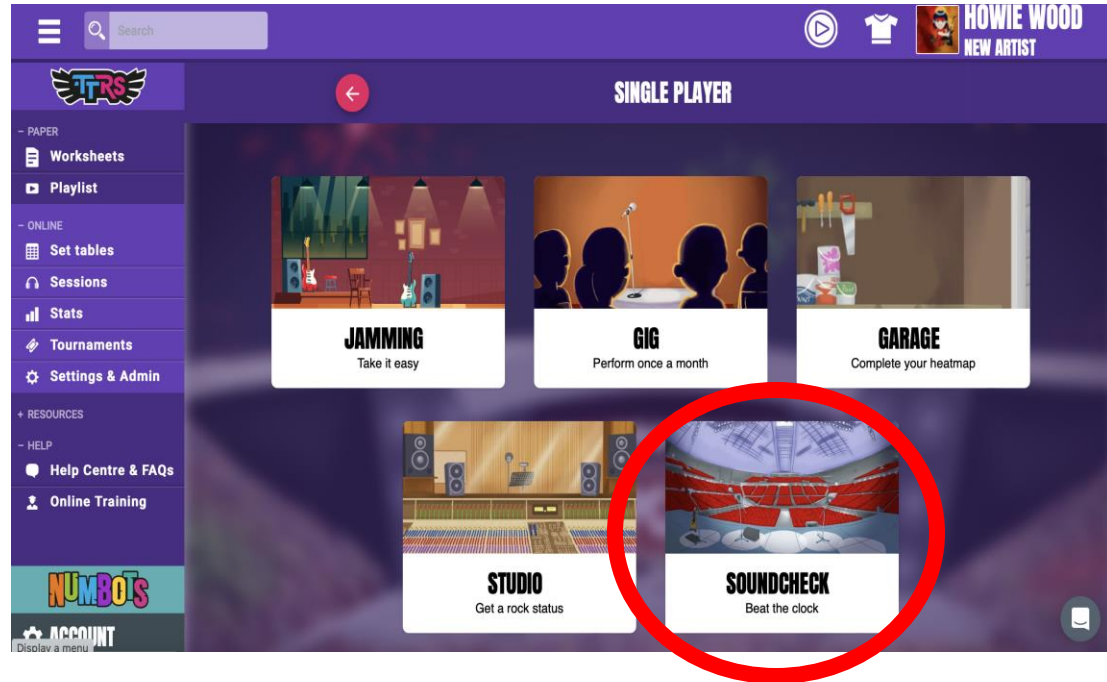 Search
HOWIE WOOD
NEW ARTIST
TTRS
SINGLE PLAYER
– PAPER
Worksheets
Playlist
– ONLINE
Set tables
Sessions
Stats
Tournaments
Settings & Admin
+ RESOURCES
– HELP
Help Centre & FAQs
Online Training
NUMBOTS
ACCOUNT
Display a menu
JAMMING
Take it easy
GIG
Perform once a month
GARAGE
Complete your heatmap
STUDIO
Get a rock status
SOUNDCHECK
Beat the clock